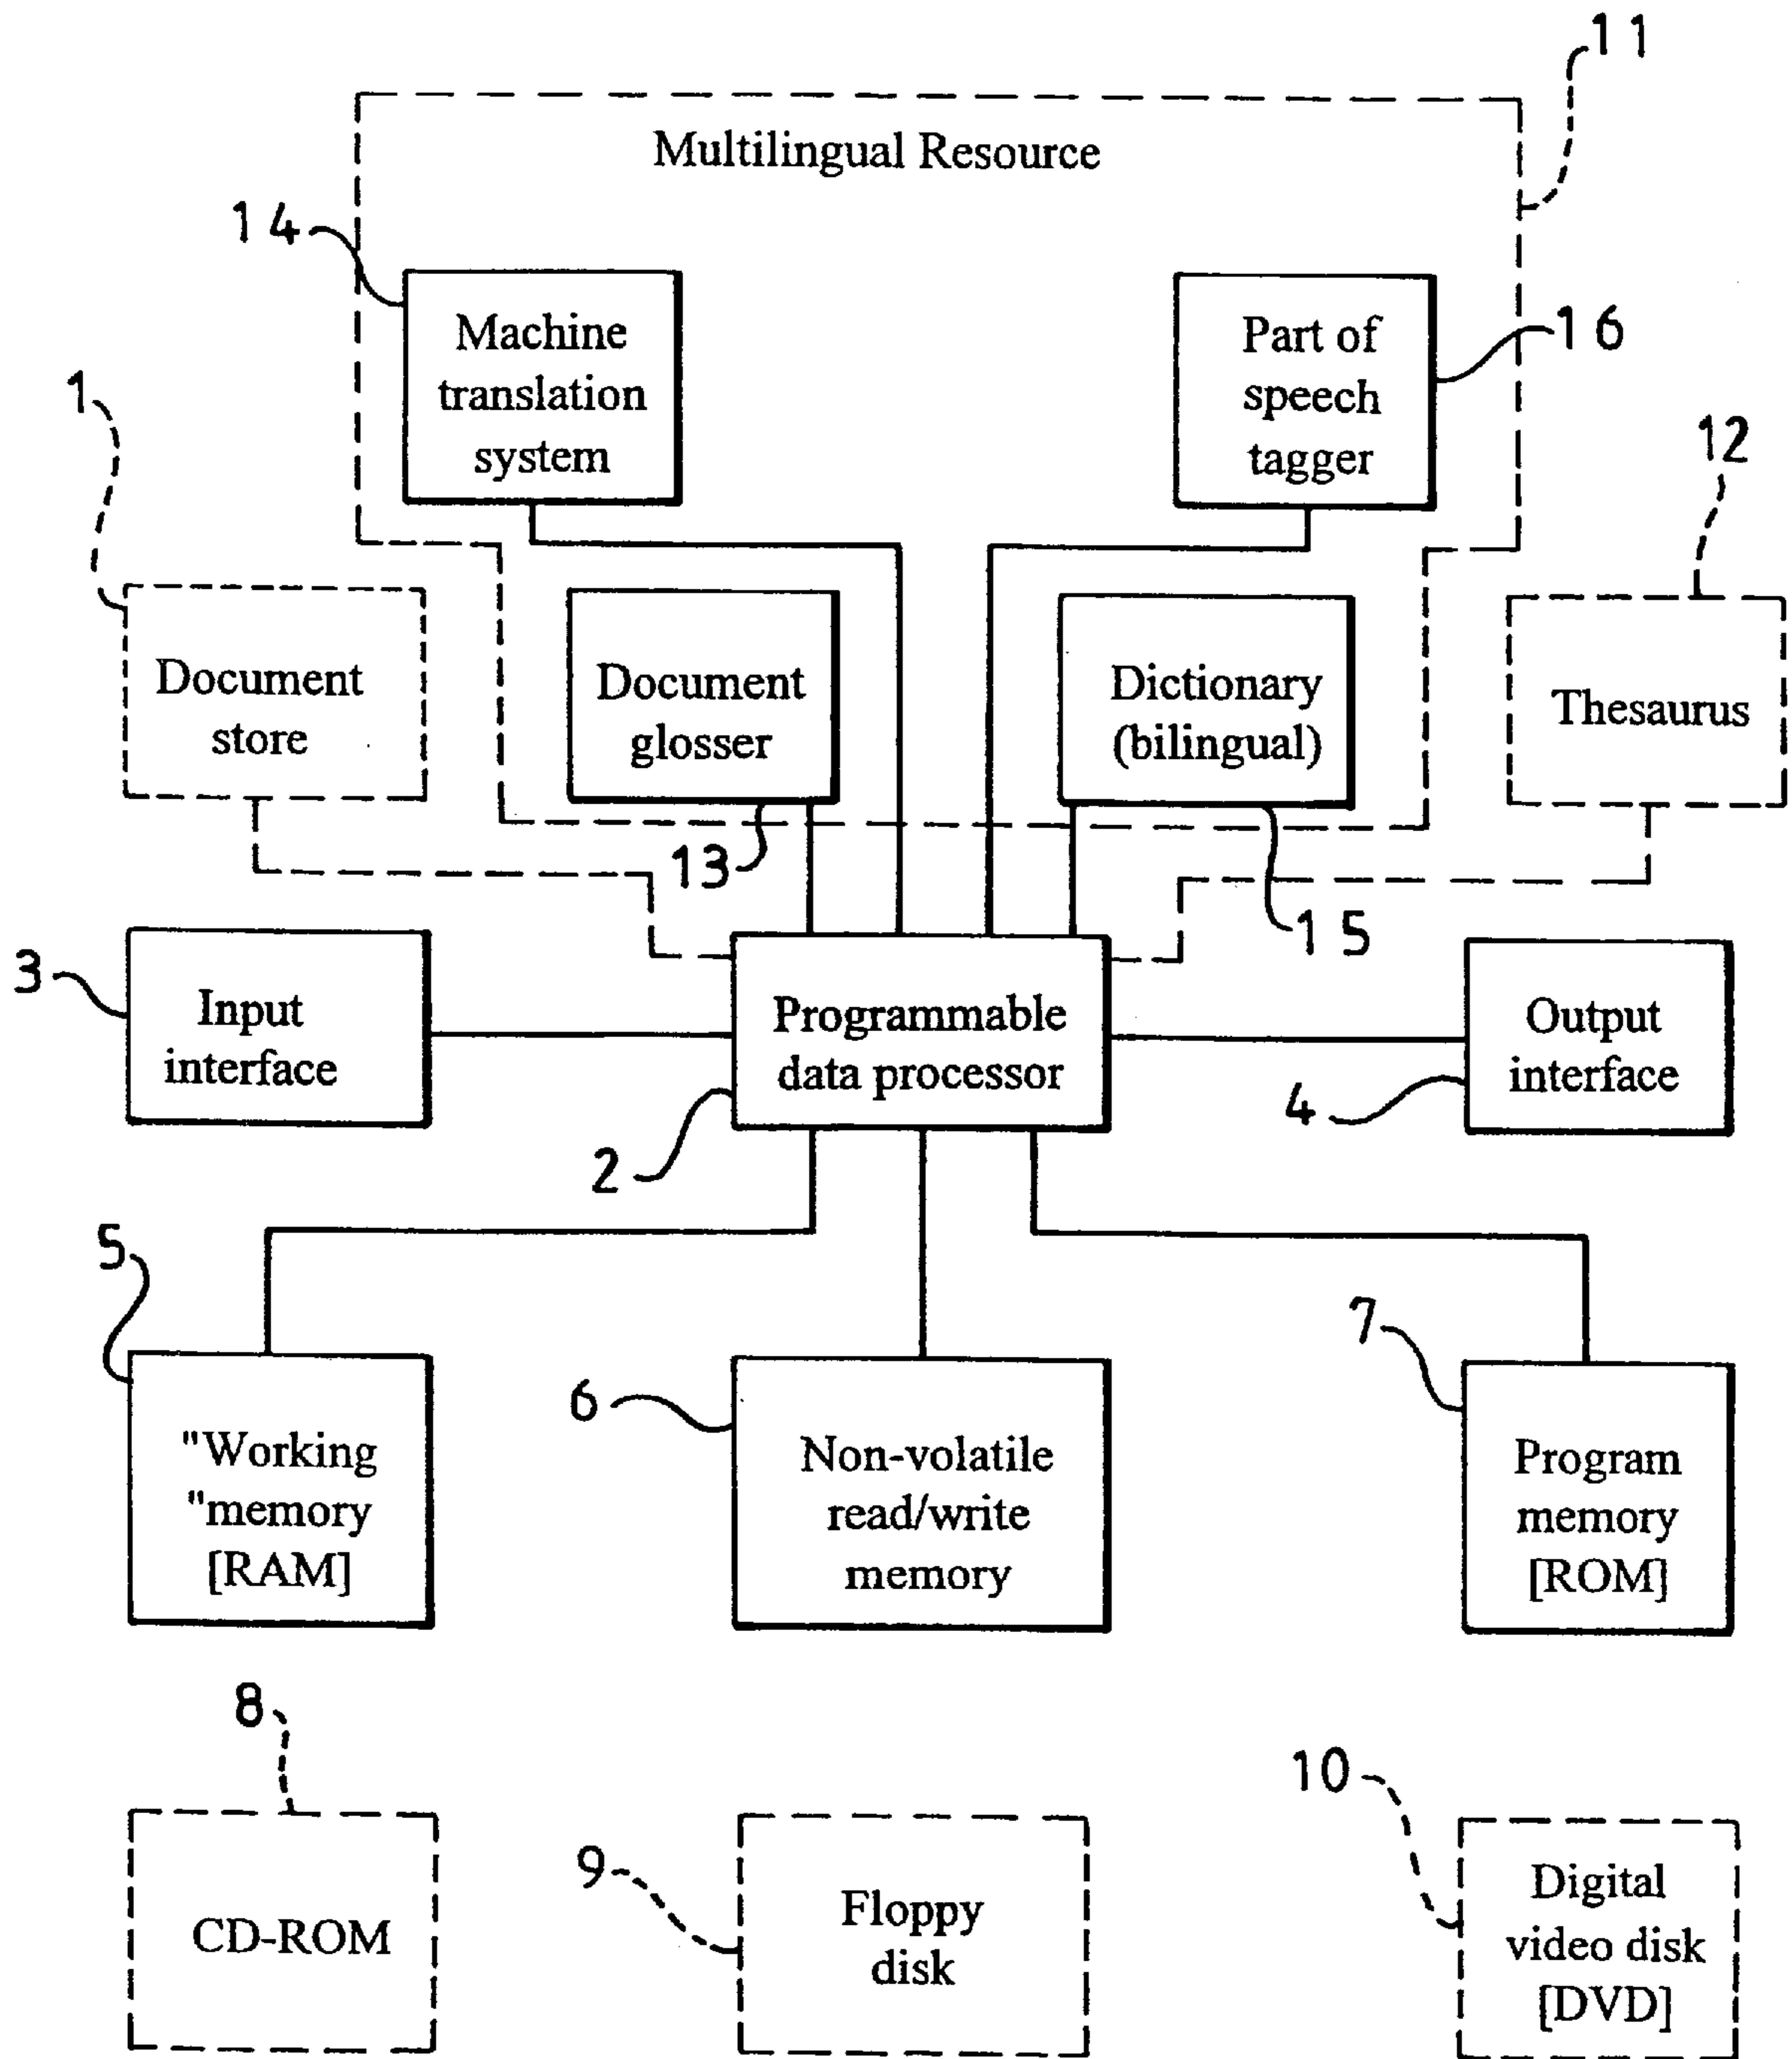 11
Multilingual Resource
14
Machine
translation
system
Part of
speech
tagger
16
1
12
Document
store
Document
glosser
Dictionary
(bilingual)
Thesaurus
13
15
3
Input
interface
Programmable
data processor
Output
interface
2
4
5
"Working
"memory
[RAM]
6
Non-volatile
read/write
memory
7
Program
memory
[ROM]
8
CD-ROM
9
Floppy
disk
10
Digital
video disk
[DVD]